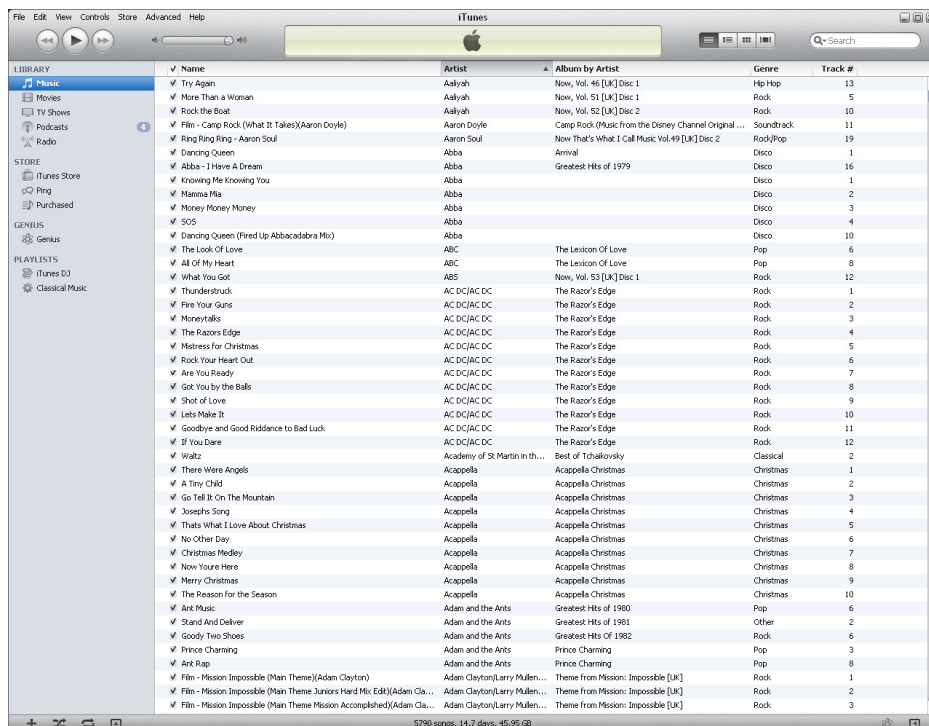 File Edit View Controls Store Advanced Help iTunes
Search
LIBRARY
Music
Movies
TV Shows
Podcasts 4
Radio
STORE
iTunes Store
Ping
Purchased
GENIUS
Genius
PLAYLISTS
iTunes DJ
Classical Music
Name Artist Album by Artist Genre Track #
Try Again Aaliyah Now, Vol. 46 [UK] Disc 1 Hip Hop 13
More Than a Woman Aaliyah Now, Vol. 51 [UK] Disc 1 Rock 5
Rock the Boat Aaliyah Now, Vol. 52 [UK] Disc 2 Rock 10
Film - Camp Rock (What It Takes)(Aaron Doyle) Aaron Doyle Camp Rock (Music from the Disney Channel Original ... Soundtrack 11
Ring Ring Ring - Aaron Soul Aaron Soul Now That's What I Call Music Vol.49 [UK] Disc 2 Rock/Pop 19
Dancing Queen Abba Arrival Disco 1
Abba - I Have A Dream Abba Greatest Hits of 1979 Disco 16
Knowing Me Knowing You Abba Disco 1
Mamma Mia Abba Disco 2
Money Money Money Abba Disco 3
SOS Abba Disco 4
Dancing Queen (Fired Up Abbacadabra Mix) Abba Disco 10
The Look Of Love ABC The Lexicon Of Love Pop 6
All Of My Heart ABC The Lexicon Of Love Pop 8
What You Got ABS Now, Vol. 53 [UK] Disc 1 Rock 12
Thunderstruck AC DC/AC DC The Razor's Edge Rock 1
Fire Your Guns AC DC/AC DC The Razor's Edge Rock 2
Moneytalks AC DC/AC DC The Razor's Edge Rock 3
The Razors Edge AC DC/AC DC The Razor's Edge Rock 4
Mistress for Christmas AC DC/AC DC The Razor's Edge Rock 5
Rock Your Heart Out AC DC/AC DC The Razor's Edge Rock 6
Are You Ready AC DC/AC DC The Razor's Edge Rock 7
Got You by the Balls AC DC/AC DC The Razor's Edge Rock 8
Shot of Love AC DC/AC DC The Razor's Edge Rock 9
Lets Make It AC DC/AC DC The Razor's Edge Rock 10
Goodbye and Good Riddance to Bad Luck AC DC/AC DC The Razor's Edge Rock 11
If You Dare AC DC/AC DC The Razor's Edge Rock 12
Waltz Academy of St Martin in th... Best of Tchaikovsky Classical 2
There Were Angels Acappella Acappella Christmas Christmas 1
A Tiny Child Acappella Acappella Christmas Christmas 2
Go Tell It On The Mountain Acappella Acappella Christmas Christmas 3
Josephs Song Acappella Acappella Christmas Christmas 4
Thats What I Love About Christmas Acappella Acappella Christmas Christmas 5
No Other Day Acappella Acappella Christmas Christmas 6
Christmas Medley Acappella Acappella Christmas Christmas 7
Now Youre Here Acappella Acappella Christmas Christmas 8
Merry Christmas Acappella Acappella Christmas Christmas 9
The Reason for the Season Acappella Acappella Christmas Christmas 10
Ant Music Adam and the Ants Greatest Hits of 1980 Pop 6
Stand And Deliver Adam and the Ants Greatest Hits of 1981 Other 2
Goody Two Shoes Adam and the Ants Greatest Hits Of 1982 Rock 6
Prince Charming Adam and the Ants Prince Charming Pop 3
Ant Rap Adam and the Ants Prince Charming Pop 8
Film - Mission Impossible (Main Theme)(Adam Clayton) Adam Clayton/Larry Mullen... Theme from Mission: Impossible [UK] Rock 1
Film - Mission Impossible (Main Theme Juniors Hard Mix Edit)(Adam Cla... Adam Clayton/Larry Mullen... Theme from Mission: Impossible [UK] Rock 2
Film - Mission Impossible (Main Theme Mission Accomplished)(Adam Cla... Adam Clayton/Larry Mullen... Theme from Mission: Impossible [UK] Rock 3
5790 songs, 14.7 days, 45.95 GB